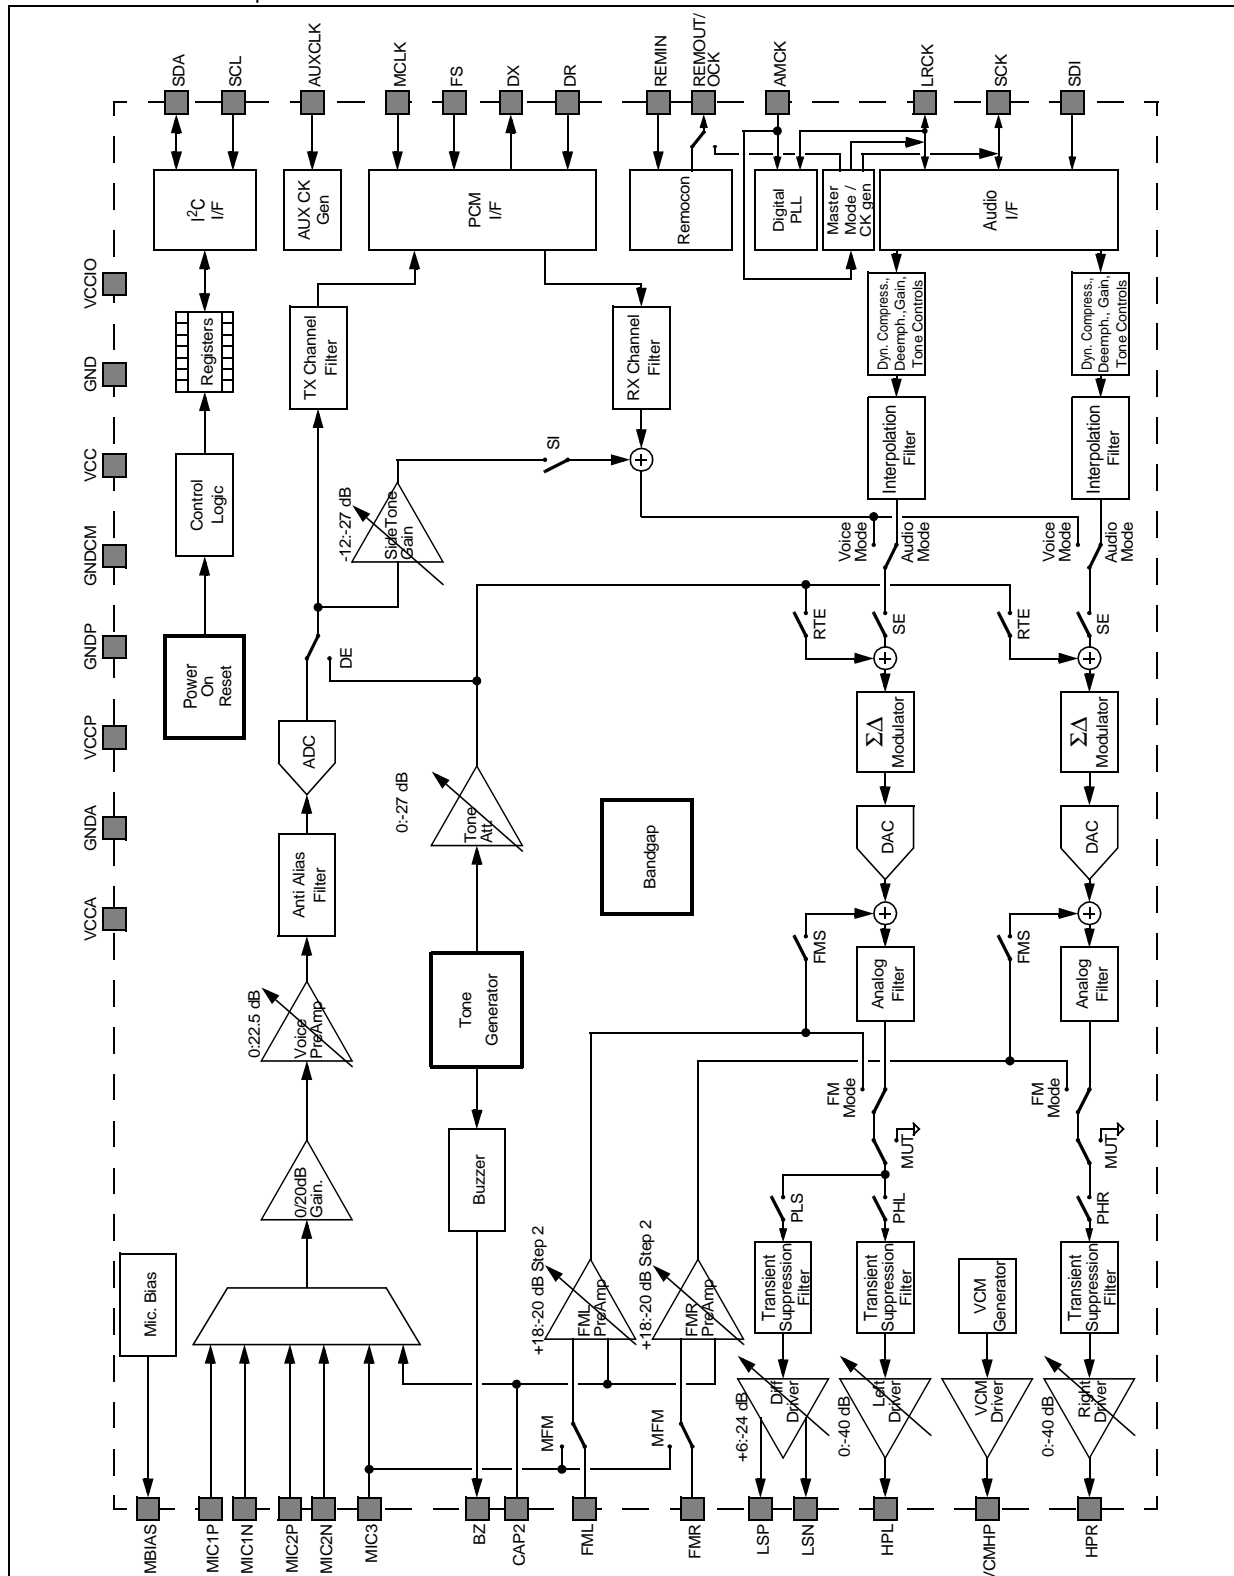 SDA
SCL
AUXCLK
MCLK
FS
DX
DR
REMIN
REMOUT/
OCK
AMCK
LRCK
SCK
SDI
I²C
I/F
AUX CK
Gen
PCM
I/F
Remocon
Digital
PLL
Master
Mode /
CK gen
Audio
I/F
VCCIO
GND
VCC
GNDCM
GNDP
VCCP
GNDA
VCCA
Registers
TX Channel
Filter
RX Channel
Filter
Dyn. Compress.,
Deemph.,Gain,
Tone Controls
Dyn. Compress.,
Deemph., Gain,
Tone Controls
Control
Logic
SI
Interpolation
Filter
Interpolation
Filter
-12:-27 dB
SideTone
Gain
Voice
Mode
Audio
Mode
Voice
Mode
Audio
Mode
Power
On
Reset
DE
RTE
SE
RTE
SE
ADC
ΣΔ
Modulator
ΣΔ
Modulator
0:-27 dB
Tone
Att.
Bandgap
DAC
DAC
Anti Alias
Filter
FMS
FMS
Analog
Filter
Analog
Filter
0:22.5 dB
Voice
PreAmp
Tone
Generator
FM
Mode
FM
Mode
MUT
MUT
0/20dB
Gain.
Buzzer
PLS
PHL
PHR
Mic. Bias
+18:-20 dB Step 2
FML
PreAmp
+18:-20 dB Step 2
FMR
PreAmp
Transient
Suppression
Filter
Transient
Suppression
Filter
VCM
Generator
Transient
Suppression
Filter
+6:-24 dB
Diff
Driver
0:-40 dB
Left
Driver
VCM
Driver
0:-40 dB
Right
Driver
MFM
MFM
MBIAS
MIC1P
MIC1N
MIC2P
MIC2N
MIC3
BZ
CAP2
FML
FMR
LSP
LSN
HPL
VCMHP
HPR